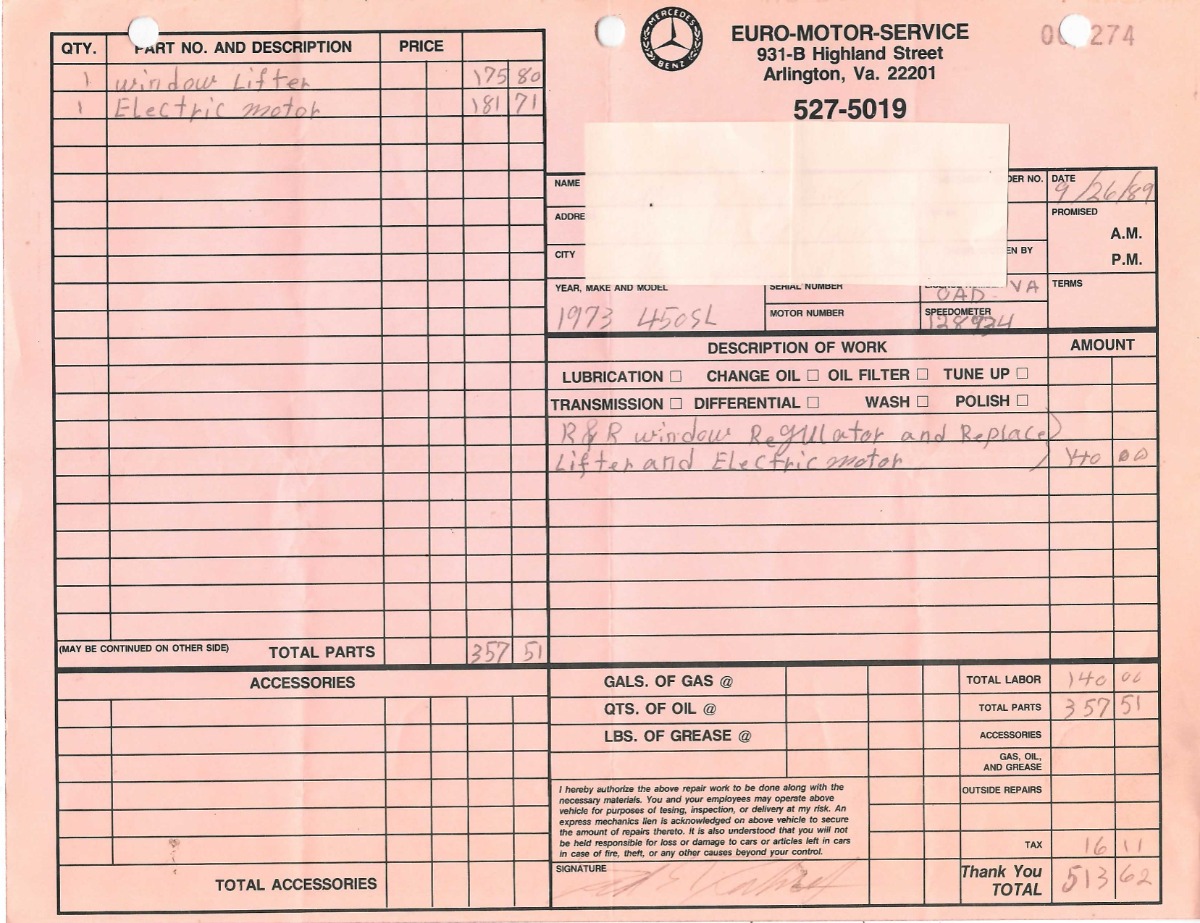 QTY. PART NO. AND DESCRIPTION PRICE
1 window Lifter 175 80
1 Electric motor 181 71
(MAY BE CONTINUED ON OTHER SIDE) TOTAL PARTS 357 51
ACCESSORIES
TOTAL ACCESSORIES
MERCEDES
BENZ
EURO-MOTOR-SERVICE
931-B Highland Street
Arlington, Va. 22201
527-5019
274
NAME
DER NO.
DATE
9/26/89
ADDRE
PROMISED
A.M.
P.M.
CITY
EN BY
YEAR, MAKE AND MODEL
1973 450SL
SERIAL NUMBER
VA
TERMS
MOTOR NUMBER
SPEEDOMETER
128934
DESCRIPTION OF WORK AMOUNT
LUBRICATION CHANGE OIL OIL FILTER TUNE UP
TRANSMISSION DIFFERENTIAL WASH POLISH
R&R window Regulator and Replace
Lifter and Electric motor 140 00
GALS. OF GAS @ TOTAL LABOR 140 00
QTS. OF OIL @ TOTAL PARTS 357 51
LBS. OF GREASE @ ACCESSORIES
GAS, OIL,
AND GREASE
I hereby authorize the above repair work to be done along with the
necessary materials. You and your employees may operate above
vehicle for purposes of tesing, inspection, or delivery at my risk. An
express mechanics lien is acknowledged on above vehicle to secure
the amount of repairs thereto. It is also understood that you will not
be held responsible for loss or damage to cars or articles left in cars
in case of fire, theft, or any other causes beyond your control.
OUTSIDE REPAIRS
TAX 16 11
SIGNATURE
Thank You
TOTAL 513 62